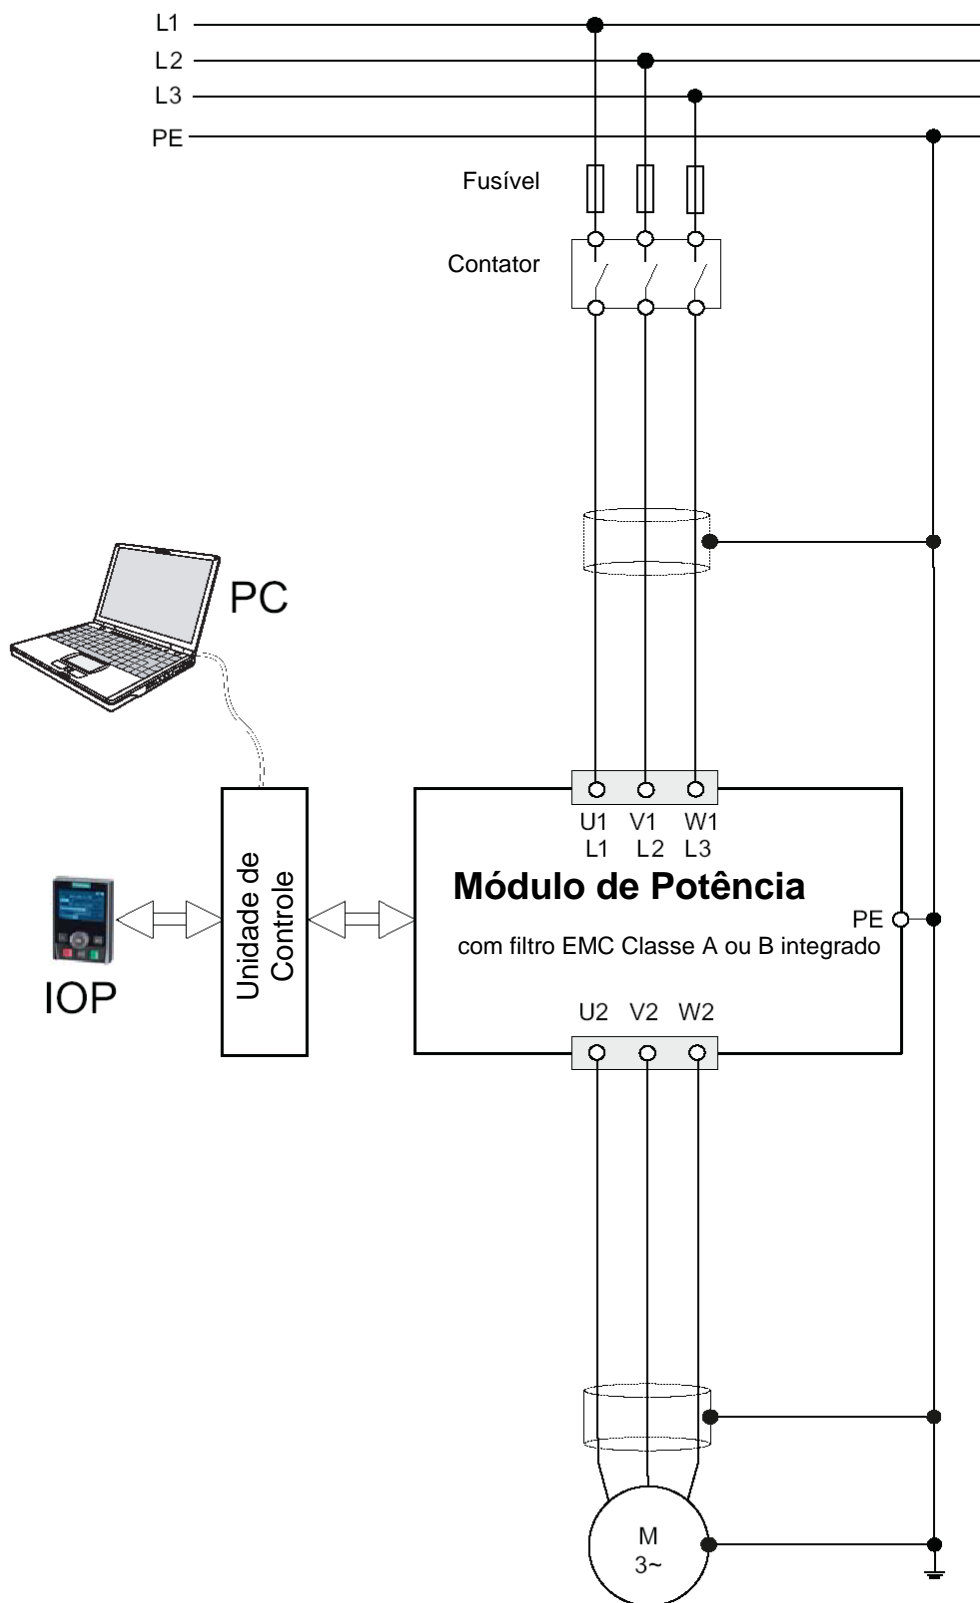 L1
L2
L3
PE
Fusível
Contator
PC
U1 V1 W1
L1 L2 L3
Módulo de Potência
PE
com filtro EMC Classe A ou B integrado
Unidade de
Controle
IOP
U2 V2 W2
M
3~